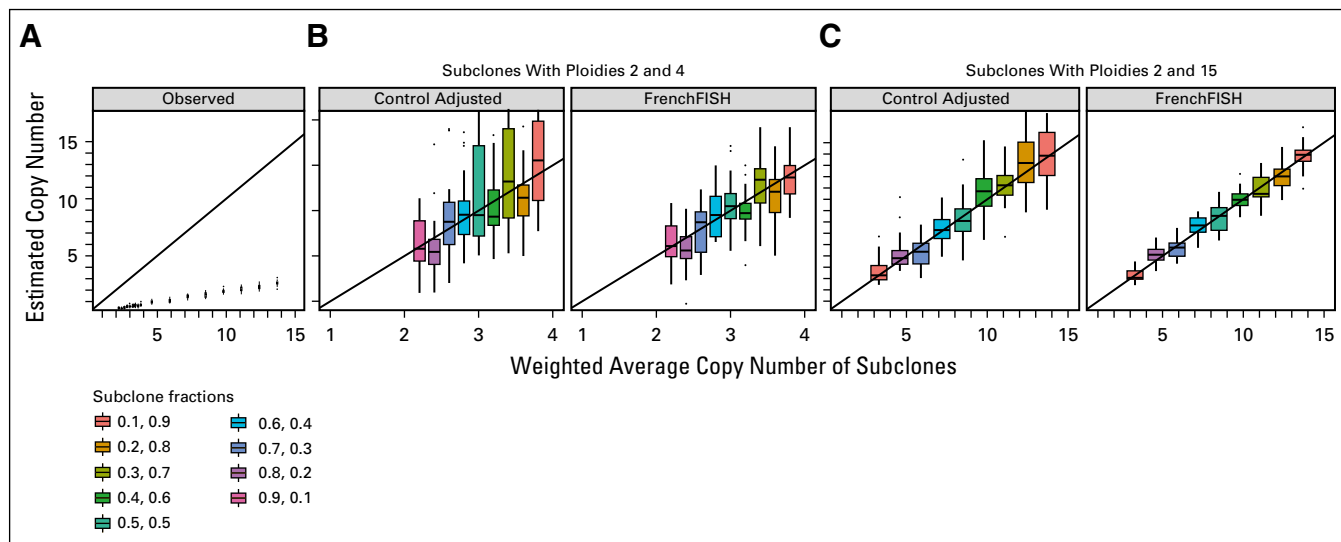 A
B
C
Subclones With Ploidies 2 and 4
Subclones With Ploidies 2 and 15
Observed
Control Adjusted
FrenchFISH
Control Adjusted
FrenchFISH
Estimated Copy Number
15
10
5
5 10 15
1 2 3 4
1 2 3 4
5 10 15
5 10 15
Weighted Average Copy Number of Subclones
Subclone fractions
0.1, 0.9
0.2, 0.8
0.3, 0.7
0.4, 0.6
0.5, 0.5
0.6, 0.4
0.7, 0.3
0.8, 0.2
0.9, 0.1